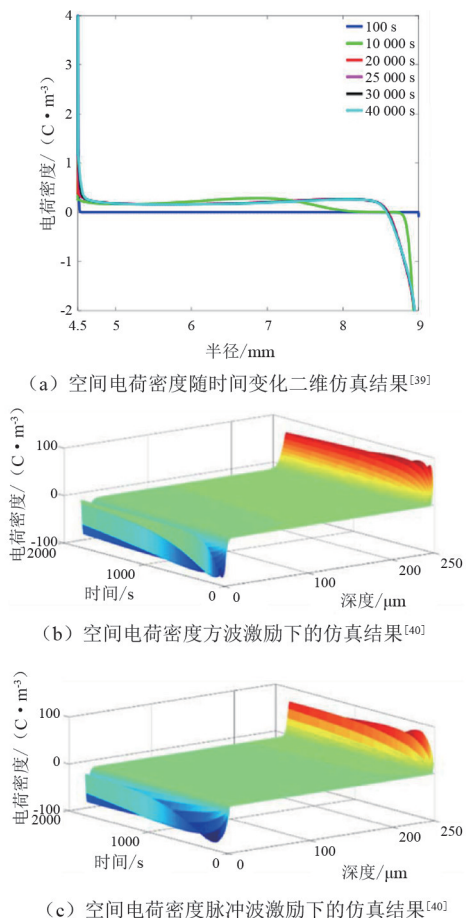 4
3
2
1
0
-1
-2
电荷密度/（C·m⁻³）
100 s
10 000 s
20 000 s
25 000 s
30 000 s
40 000 s
4.5 5 6 7 8 9
半径/mm
（a）空间电荷密度随时间变化二维仿真结果[39]
100
0
-100
电荷密度/（C·m⁻³）
2000
1000
0
时间/s
0
100
200
250
深度/μm
（b）空间电荷密度方波激励下的仿真结果[40]
100
0
-100
电荷密度/（C·m⁻³）
2000
1000
0
时间/s
0
100
200
250
深度/μm
（c）空间电荷密度脉冲波激励下的仿真结果[40]